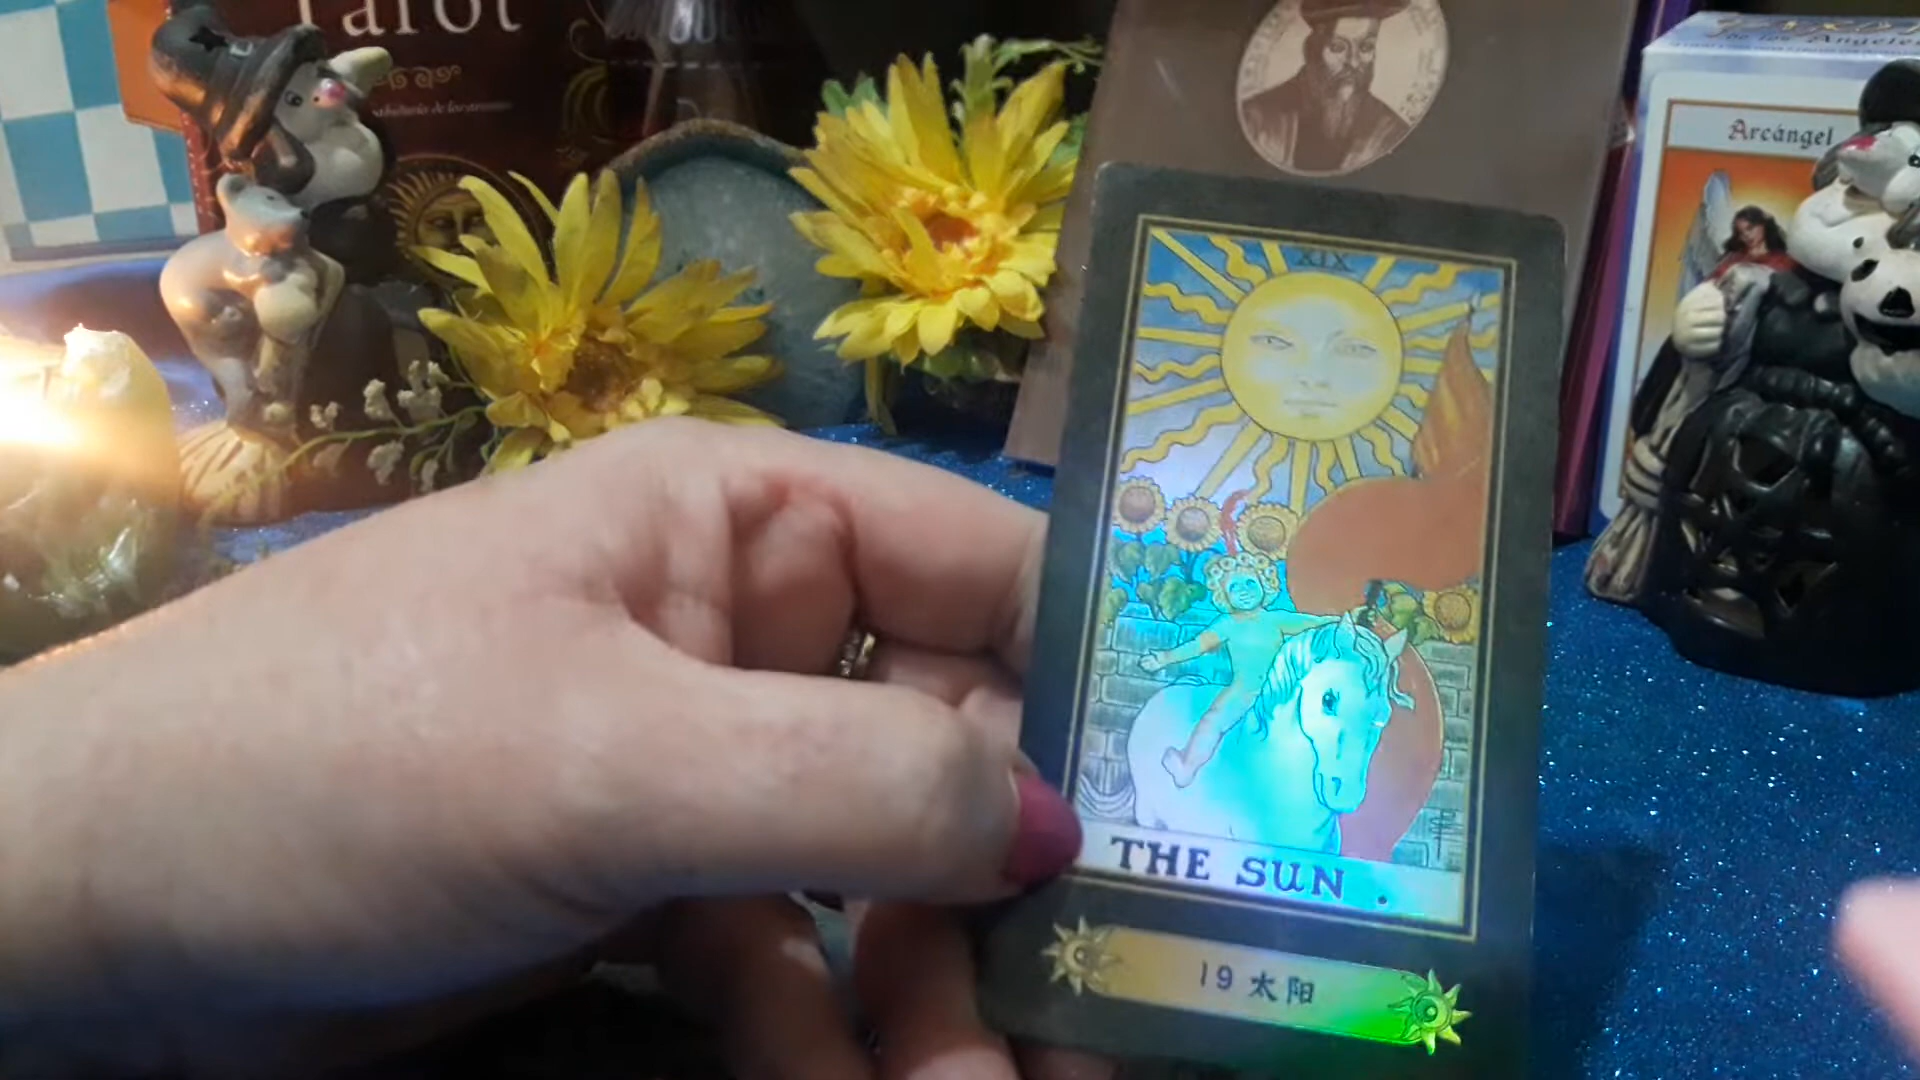 Tarot
Arcángel
XIX
THE SUN .
19 太阳